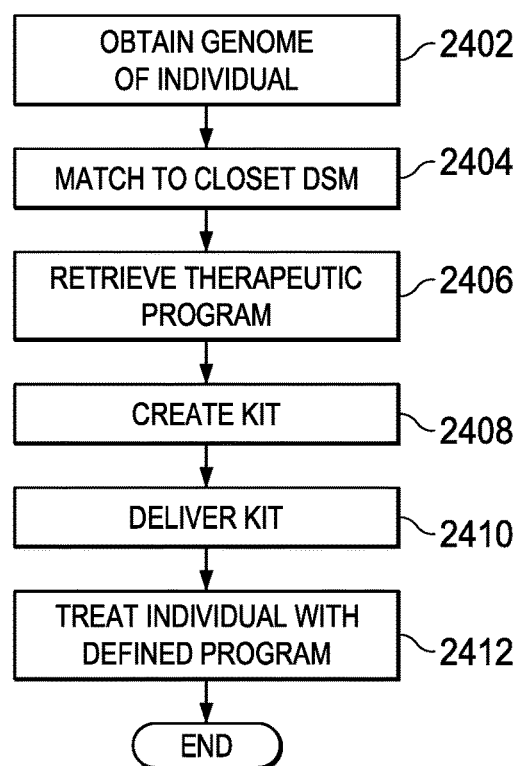 OBTAIN GENOME
OF INDIVIDUAL
2402
MATCH TO CLOSET DSM
2404
RETRIEVE THERAPEUTIC
PROGRAM
2406
CREATE KIT
2408
DELIVER KIT
2410
TREAT INDIVIDUAL WITH
DEFINED PROGRAM
2412
END